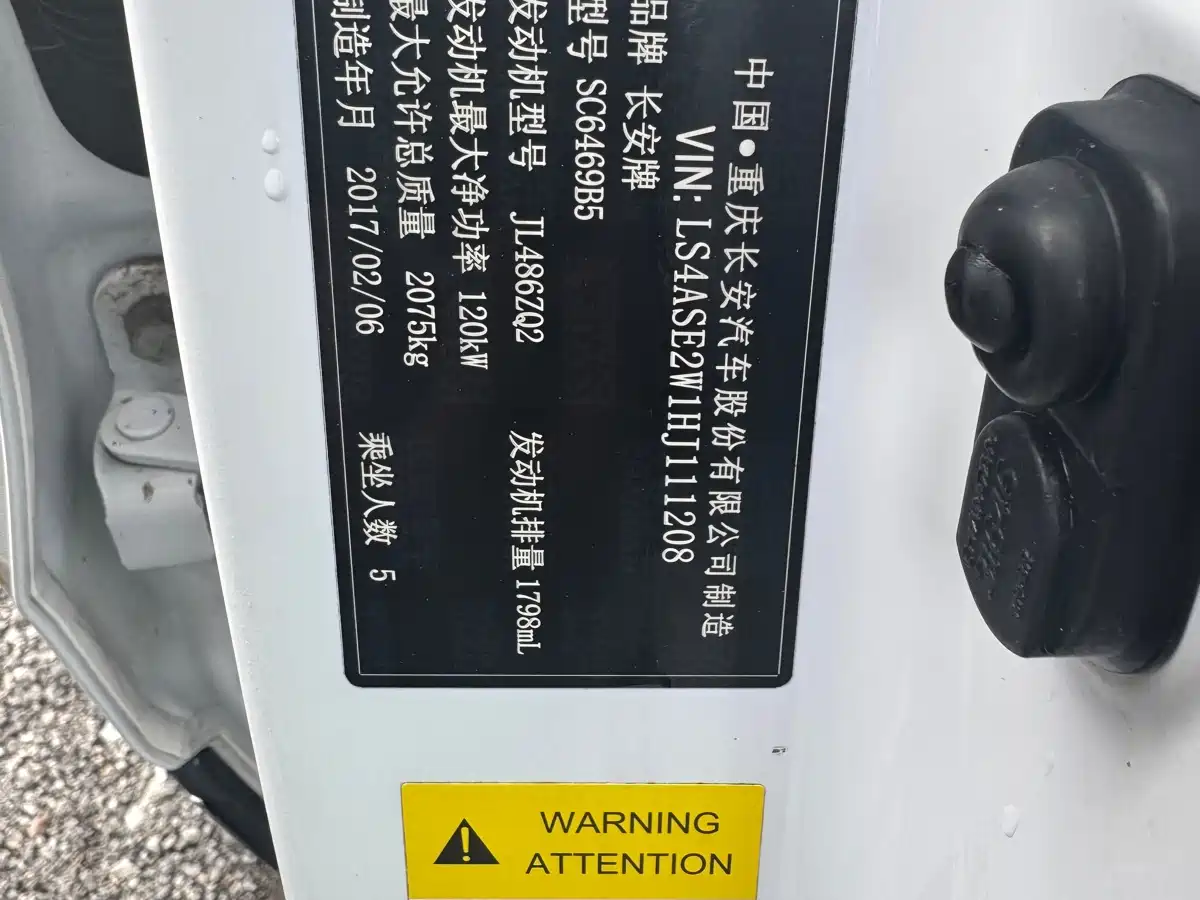 中国•重庆长安汽车股份有限公司制造
VIN: LS4ASE2W1HJ111208
品牌 长安牌
型号 SC6469B5
发动机型号 JL486ZQ2 发动机排量 1798mL
发动机最大净功率 120kW
最大允许总质量 2075kg
制造年月 2017/02/06 乘坐人数 5
WARNING
ATTENTION